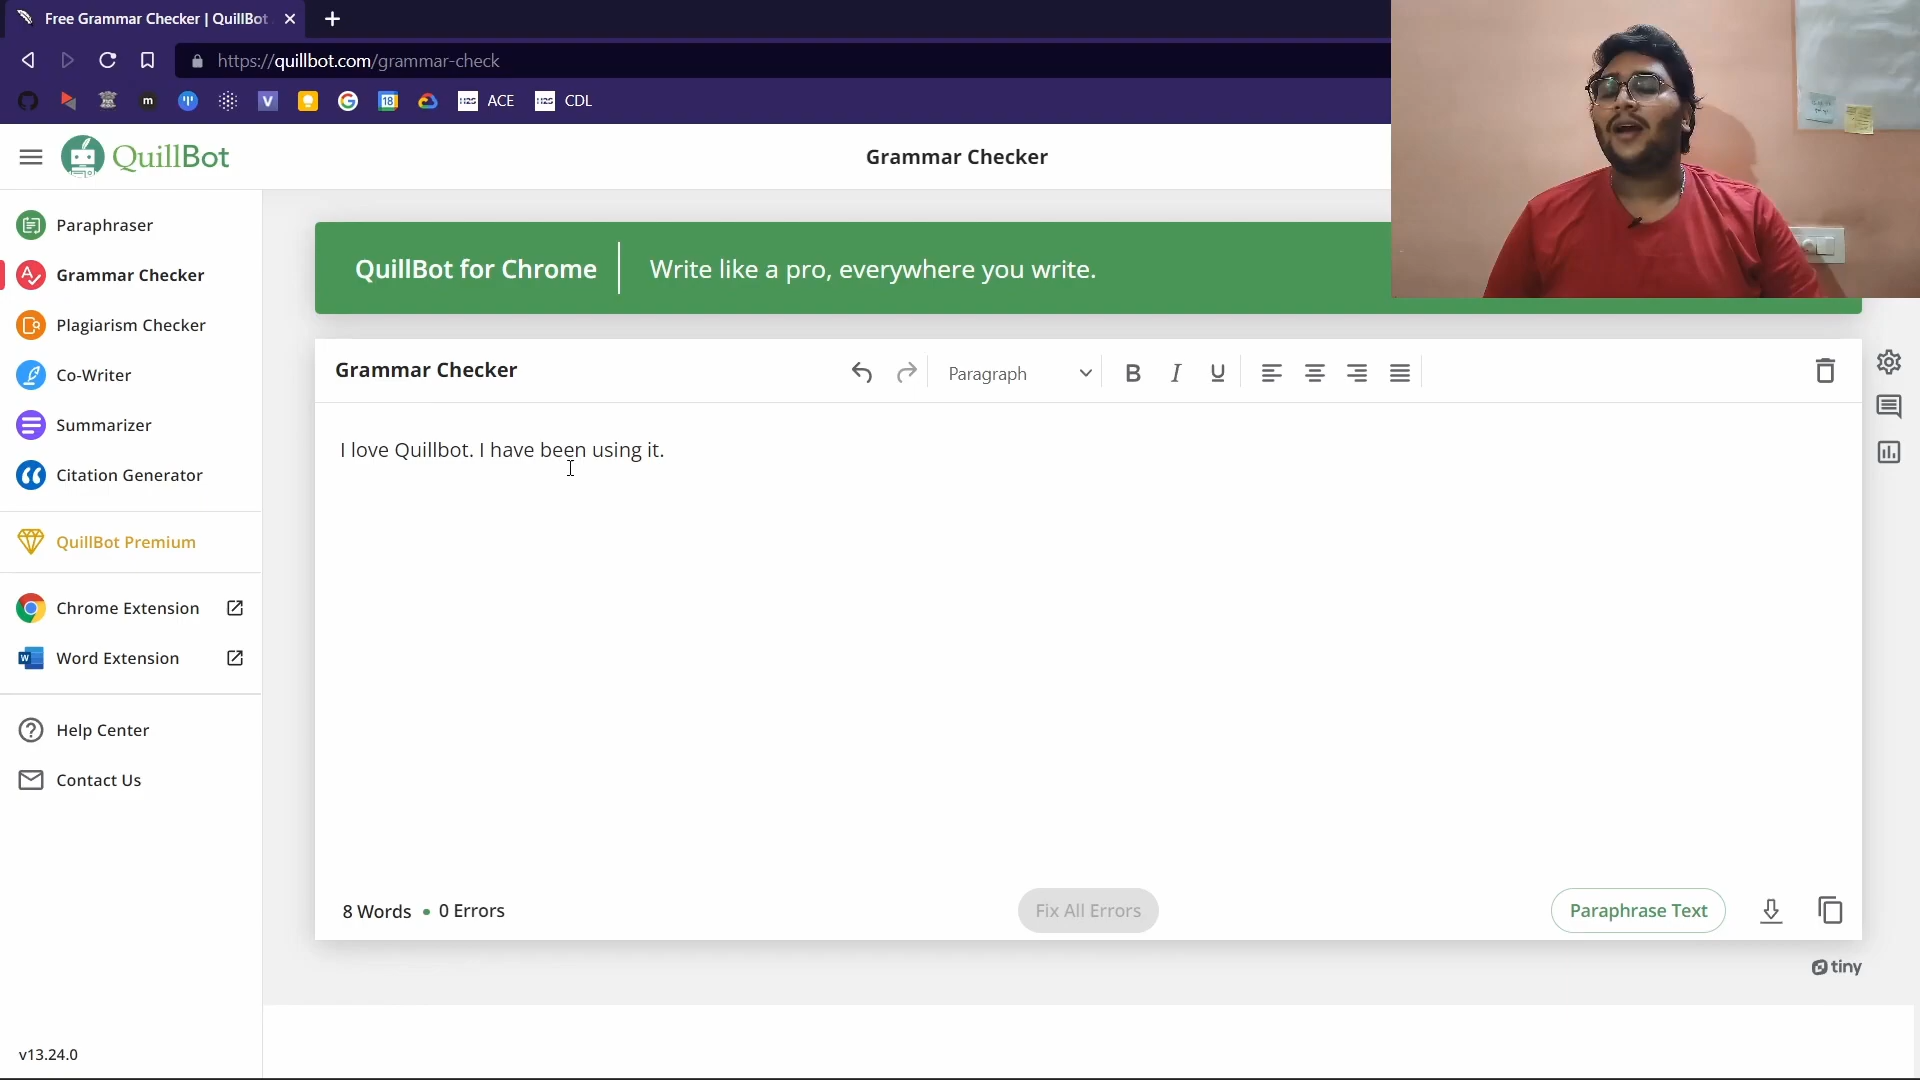 Free Grammar Checker | QuillBot
https://quillbot.com/grammar-check
m
V
18
H2S ACE
H2S CDL
QuillBot
Grammar Checker
Paraphraser
Grammar Checker
Plagiarism Checker
Co-Writer
Summarizer
Citation Generator
QuillBot Premium
Chrome Extension
Word Extension
Help Center
Contact Us
v13.24.0
QuillBot for Chrome
Write like a pro, everywhere you write.
Grammar Checker
Paragraph
B I U
I love Quillbot. I have been using it.
8 Words • 0 Errors
Fix All Errors
Paraphrase Text
tiny